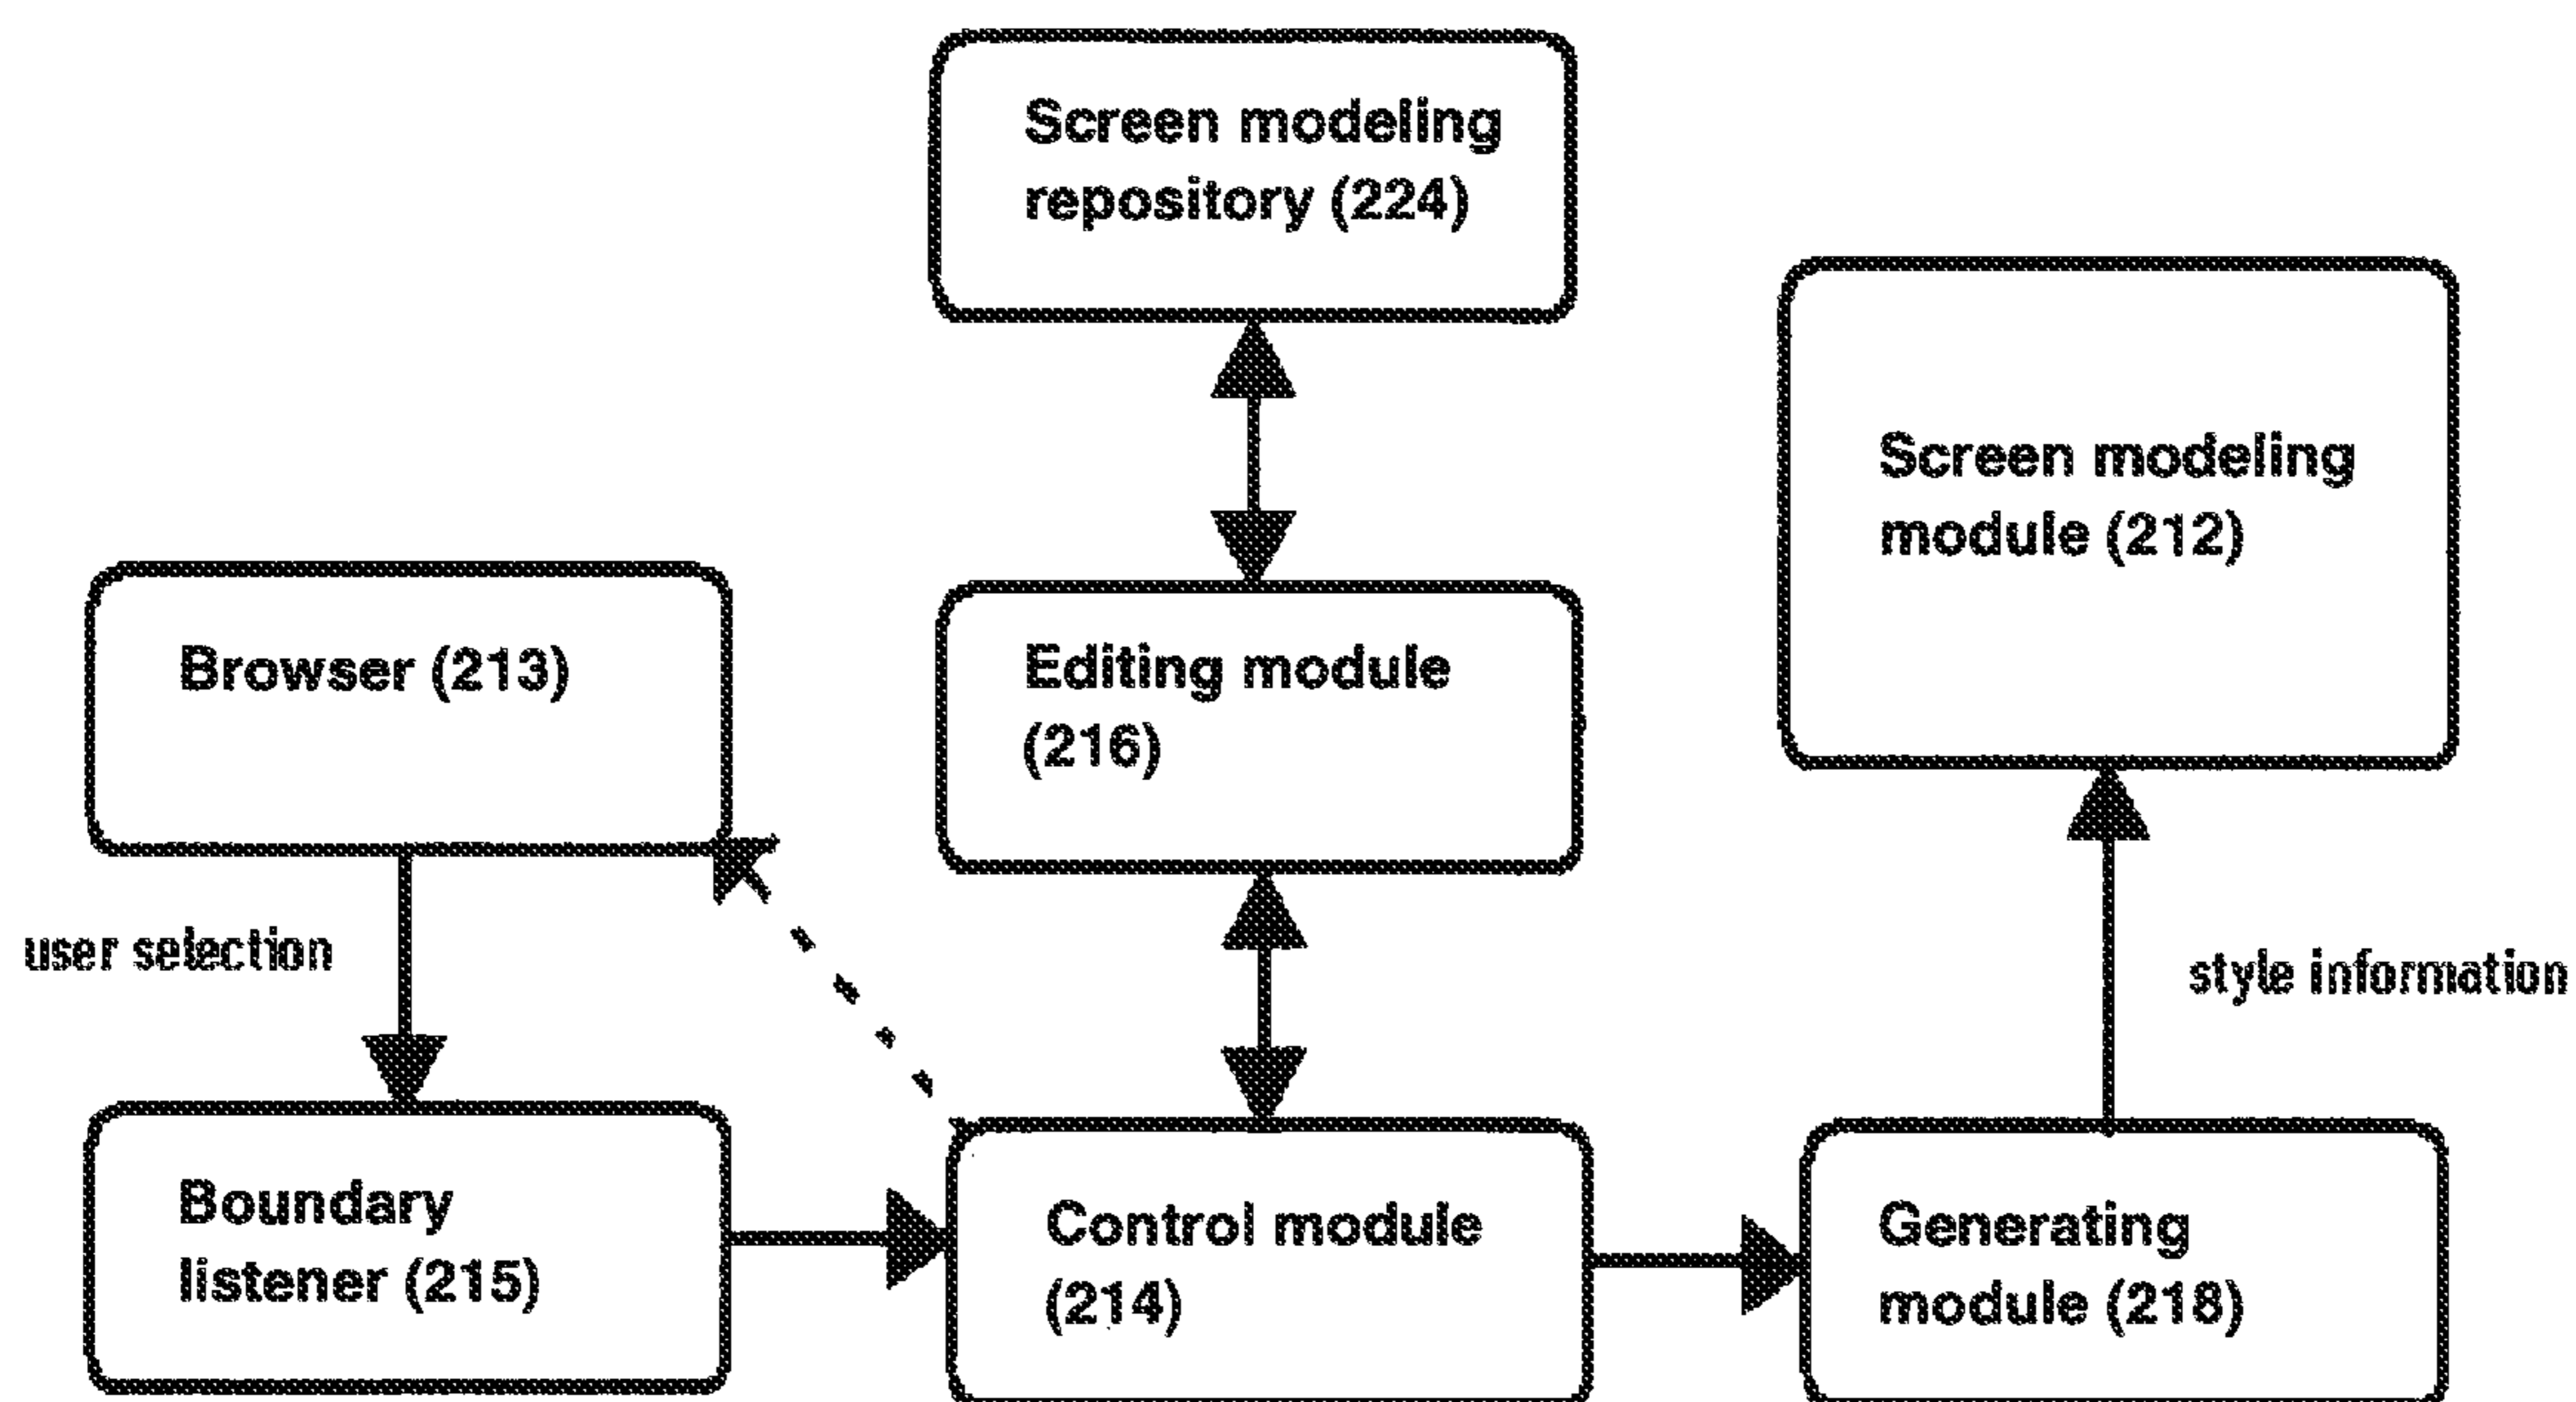 Screen modeling
repository (224)
Screen modeling
module (212)
Browser (213)
Editing module
(216)
user selection
style information
Boundary
listener (215)
Control module
(214)
Generating
module (218)